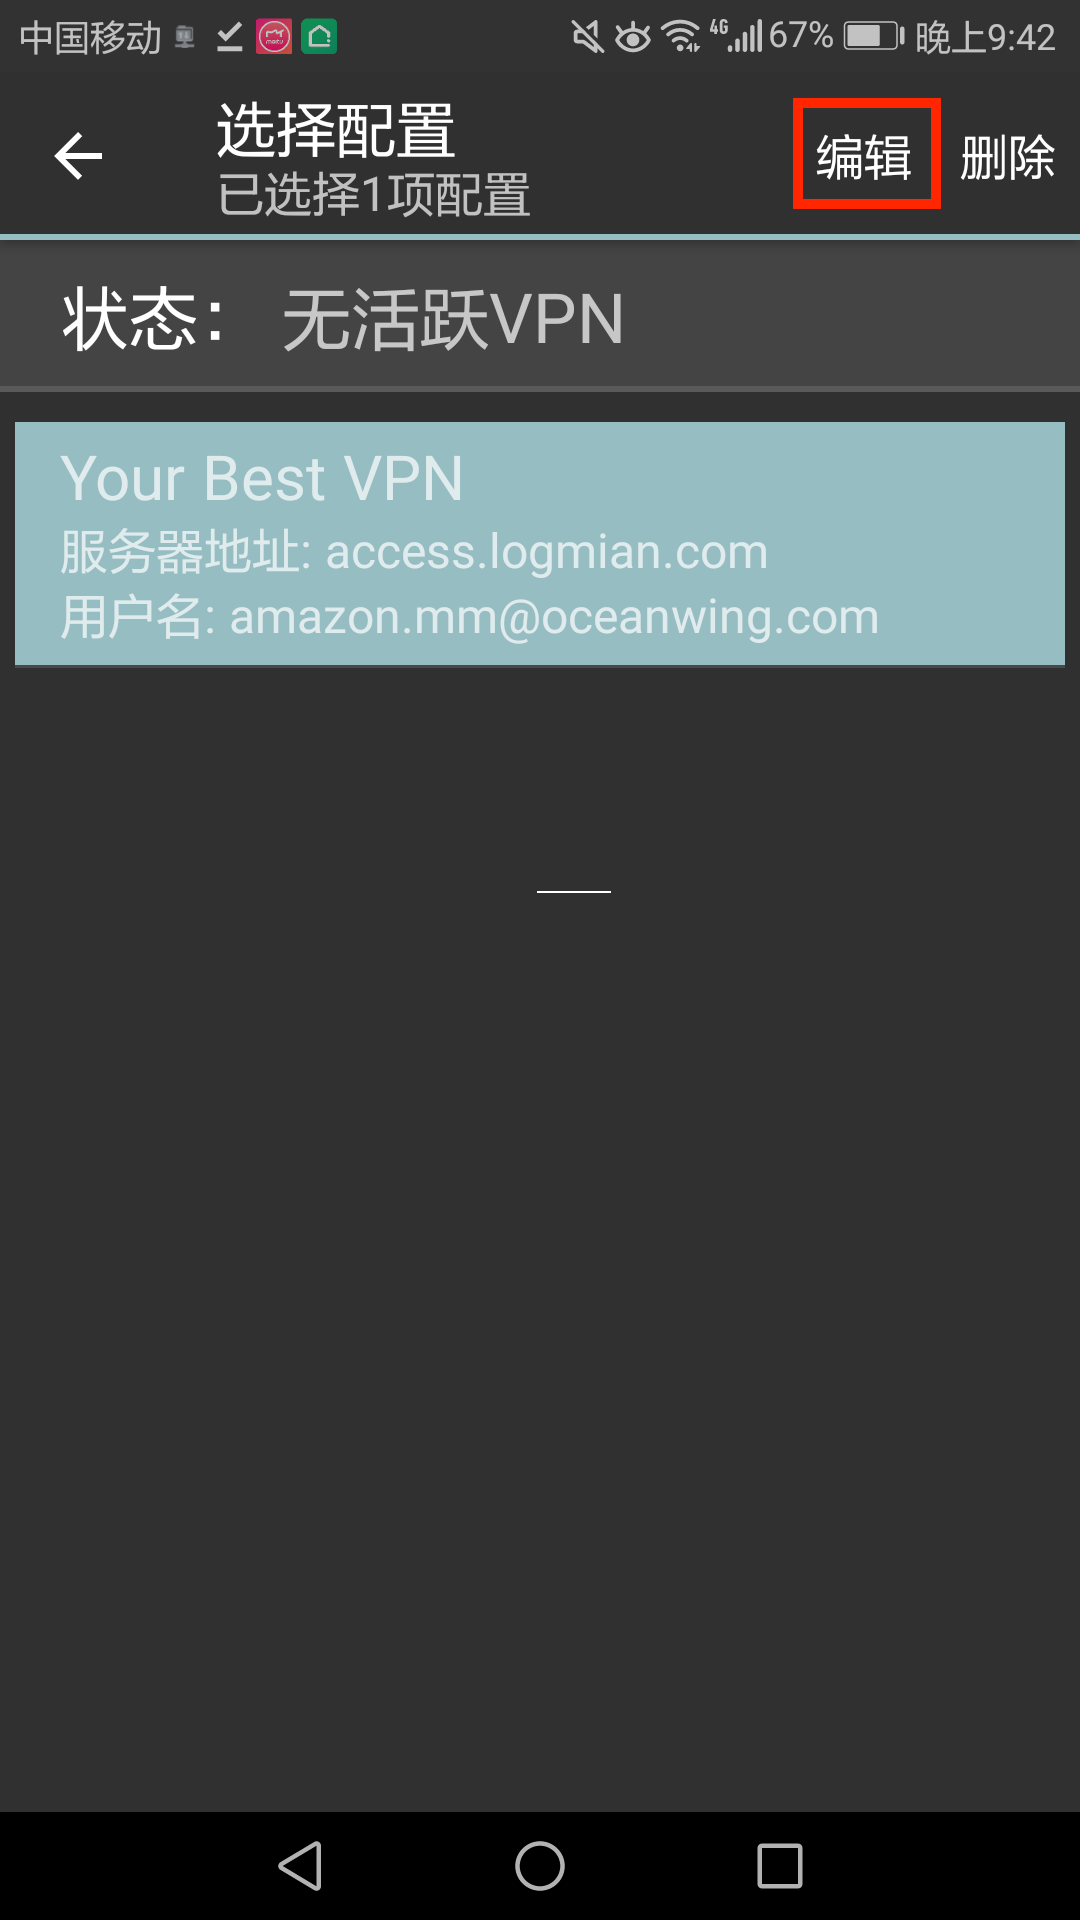 中国移动 4G 67% 晚上9:42
选择配置
已选择1项配置
编辑 删除
状态： 无活跃VPN
Your Best VPN
服务器地址: access.logmian.com
用户名: amazon.mm@oceanwing.com